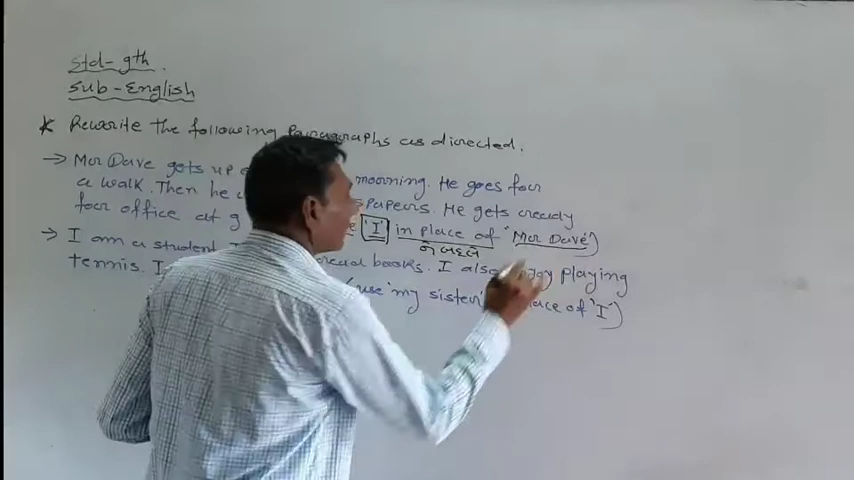 Std- 9th.
Sub-English
* Rewrite the following Paragraphs as directed.
→ Mr Dave gets up moorning. He goes for
a walk. Then he papers. He gets ready
for office at 'I' in place of 'Mr Dave')
ને બદલે
→ I am a student read books. I also playing
tennis. I (use 'my sister' place of 'I')